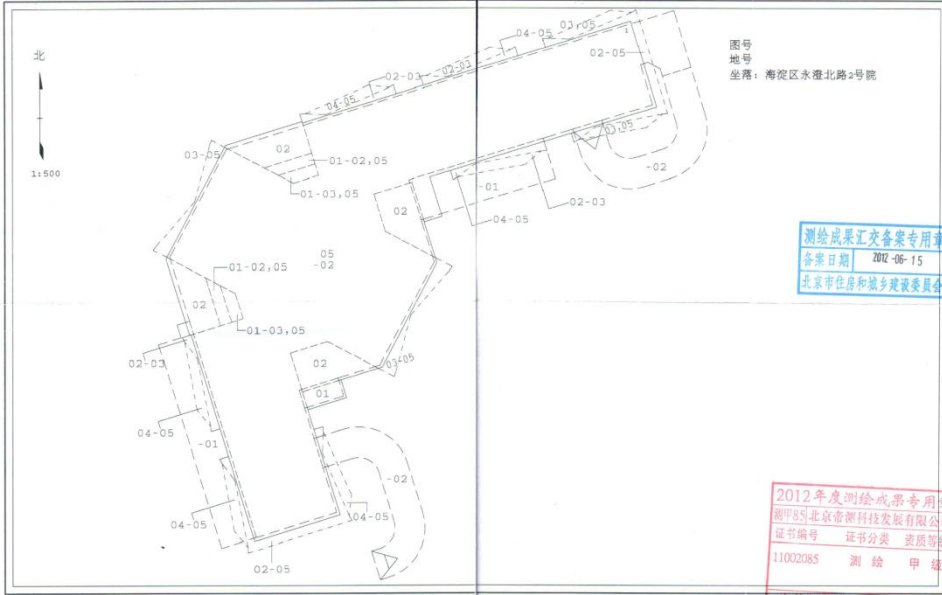 北
1:500
图号
地号
坐落：海淀区永澄北路2号院
03,05
04-05
02-05
02-03
02-03
04-05
02
03-05
01-02,05
01-03,05
03,05
-02
-01
02
04-05
02-03
05
-02
01-02,05
02
01-03,05
02-03
02
03-05
01
04-05
-01
-02
04-05
04-05
02-05
测绘成果汇交备案专用章
备案日期 2012-06-15
北京市住房和城乡建设委员会
2012年度测绘成果专用
测甲85 北京帝测科技发展有限公
证书编号 证书分类 资质等
11002085 测绘 甲级